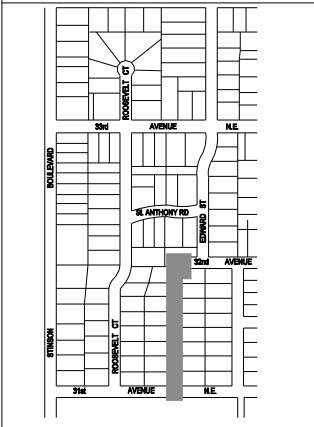 ROOSEVELT CT
33rd AVENUE N.E.
BOULEVARD
St. ANTHONY RD
EDWARD ST
32nd AVENUE
STINSON
ROOSEVELT CT
31st AVENUE N.E.